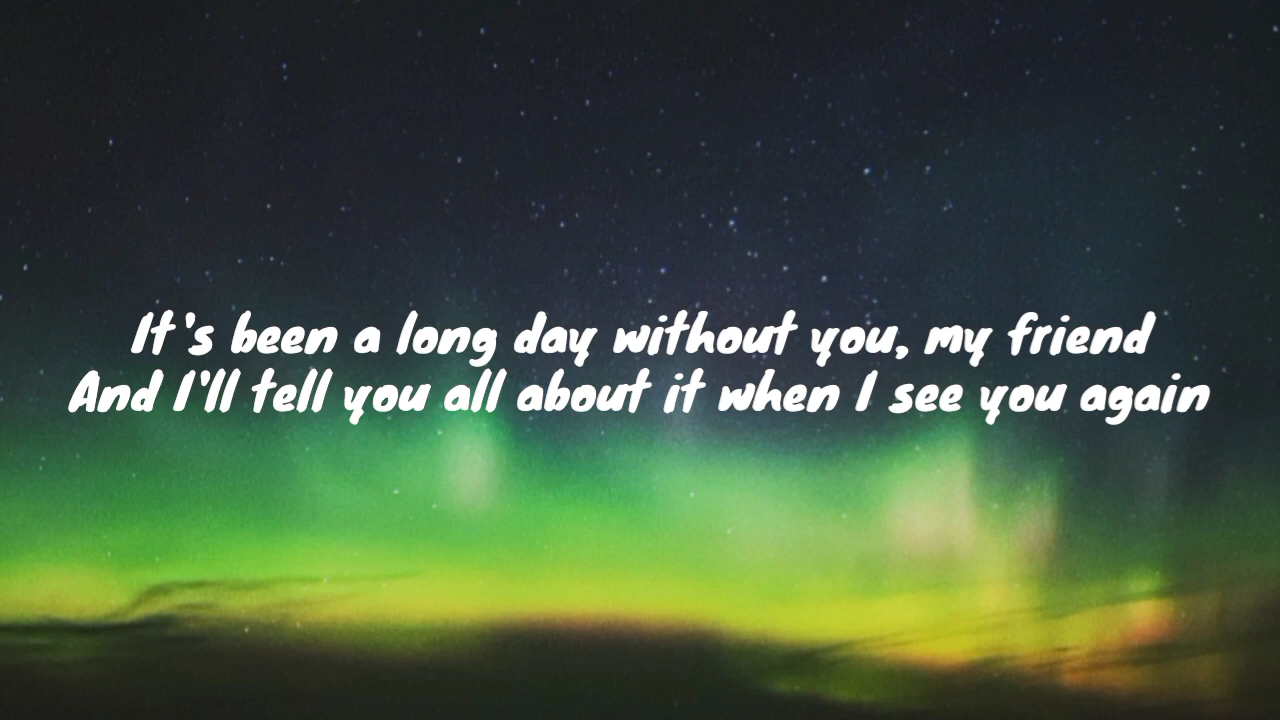 It's been a long day without you, my friend
And I'll tell you all about it when I see you again